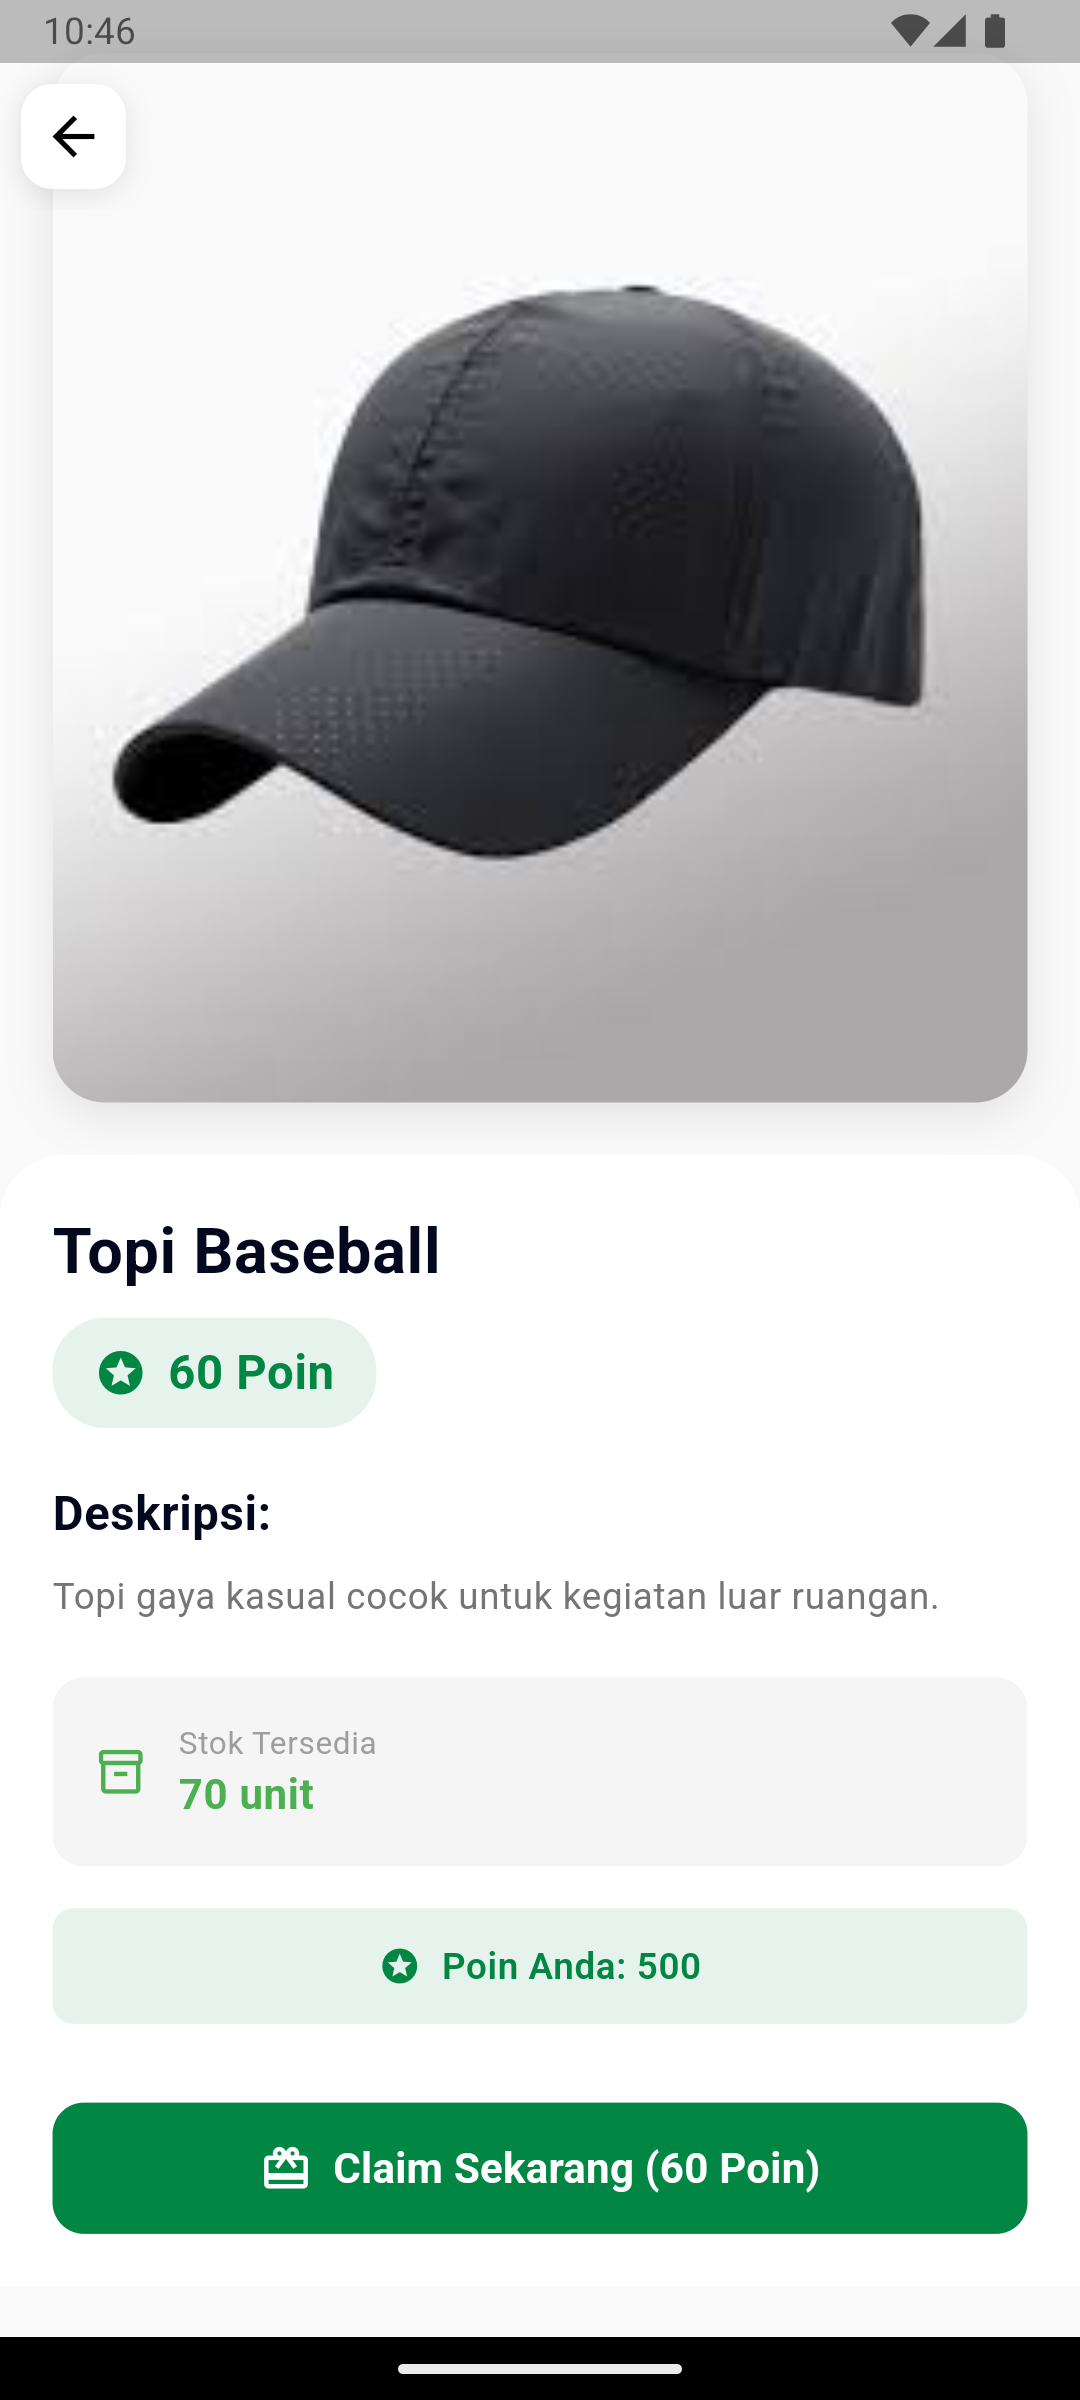 10:46
Topi Baseball
60 Poin
Deskripsi:
Topi gaya kasual cocok untuk kegiatan luar ruangan.
Stok Tersedia
70 unit
Poin Anda: 500
Claim Sekarang (60 Poin)